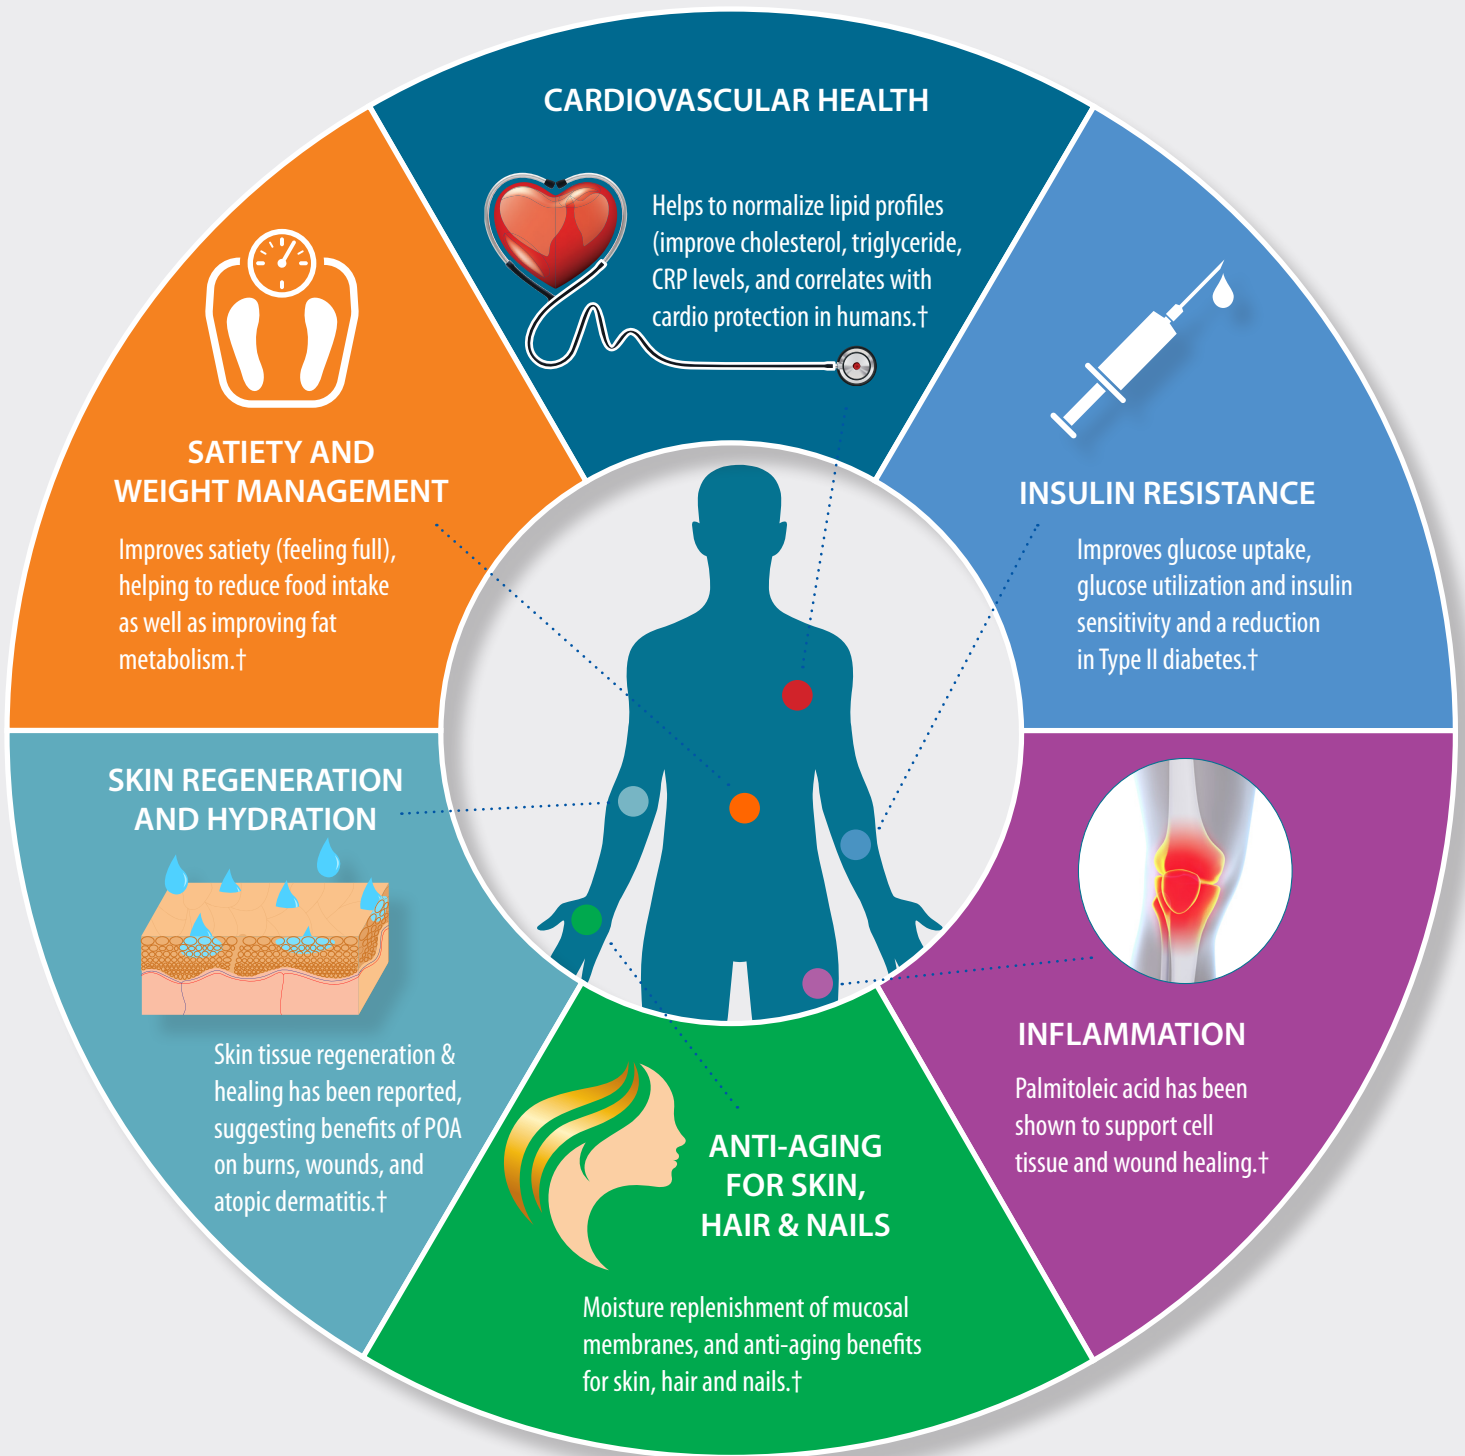 CARDIOVASCULAR HEALTH
Helps to normalize lipid profiles
(improve cholesterol, triglyceride,
CRP levels, and correlates with
cardio protection in humans.†
INSULIN RESISTANCE
Improves glucose uptake,
glucose utilization and insulin
sensitivity and a reduction
in Type II diabetes.†
INFLAMMATION
Palmitoleic acid has been
shown to support cell
tissue and wound healing.†
ANTI-AGING
FOR SKIN,
HAIR & NAILS
Moisture replenishment of mucosal
membranes, and anti-aging benefits
for skin, hair and nails.†
SKIN REGENERATION
AND HYDRATION
Skin tissue regeneration &
healing has been reported,
suggesting benefits of POA
on burns, wounds, and
atopic dermatitis.†
SATIETY AND
WEIGHT MANAGEMENT
Improves satiety (feeling full),
helping to reduce food intake
as well as improving fat
metabolism.†